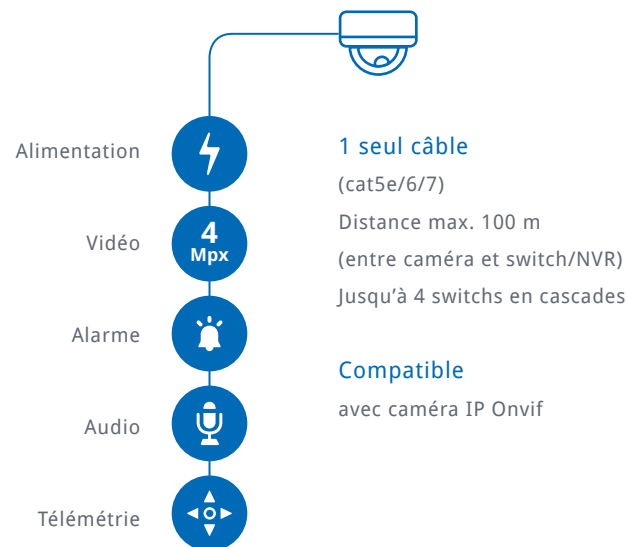 Alimentation
Vidéo
4
Mpx
Alarme
Audio
Télémétrie
1 seul câble
(cat5e/6/7)
Distance max. 100 m
(entre caméra et switch/NVR)
Jusqu’à 4 switchs en cascades
Compatible
avec caméra IP Onvif